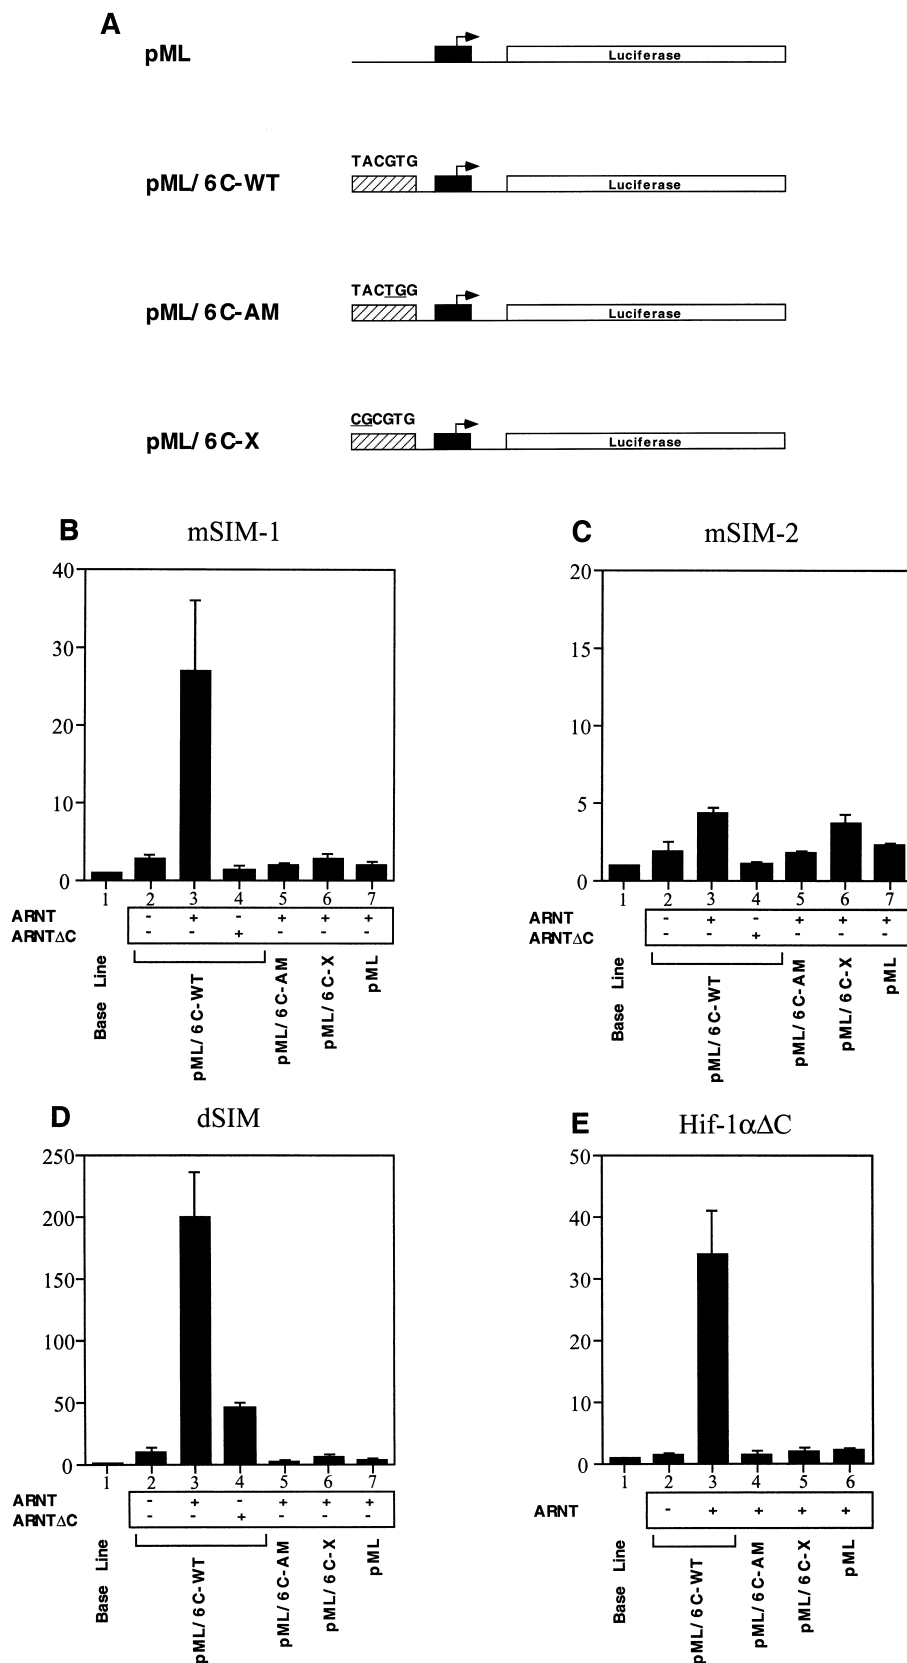 A
pML
Luciferase
TACGTG
pML/ 6C-WT
Luciferase
TACTGG
pML/ 6C-AM
Luciferase
CGCGTG
pML/ 6C-X
Luciferase
B
mSIM-1
40
30
20
10
0
1 2 3 4 5 6 7
ARNT - + - + + +
ARNTΔC - - + - - -
Base Line
pML/ 6C-WT
pML/ 6C-AM
pML/ 6C-X
pML
C
mSIM-2
20
15
10
5
0
1 2 3 4 5 6 7
ARNT - + - + + +
ARNTΔC - - + - - -
Base Line
pML/ 6C-WT
pML/ 6C-AM
pML/ 6C-X
pML
D
dSIM
250
200
150
100
50
0
1 2 3 4 5 6 7
ARNT - + - + + +
ARNTΔC - - + - - -
Base Line
pML/ 6C-WT
pML/ 6C-AM
pML/ 6C-X
pML
E
Hif-1αΔC
50
40
30
20
10
0
1 2 3 4 5 6
ARNT - + + + +
Base Line
pML/ 6C-WT
pML/ 6C-AM
pML/ 6C-X
pML